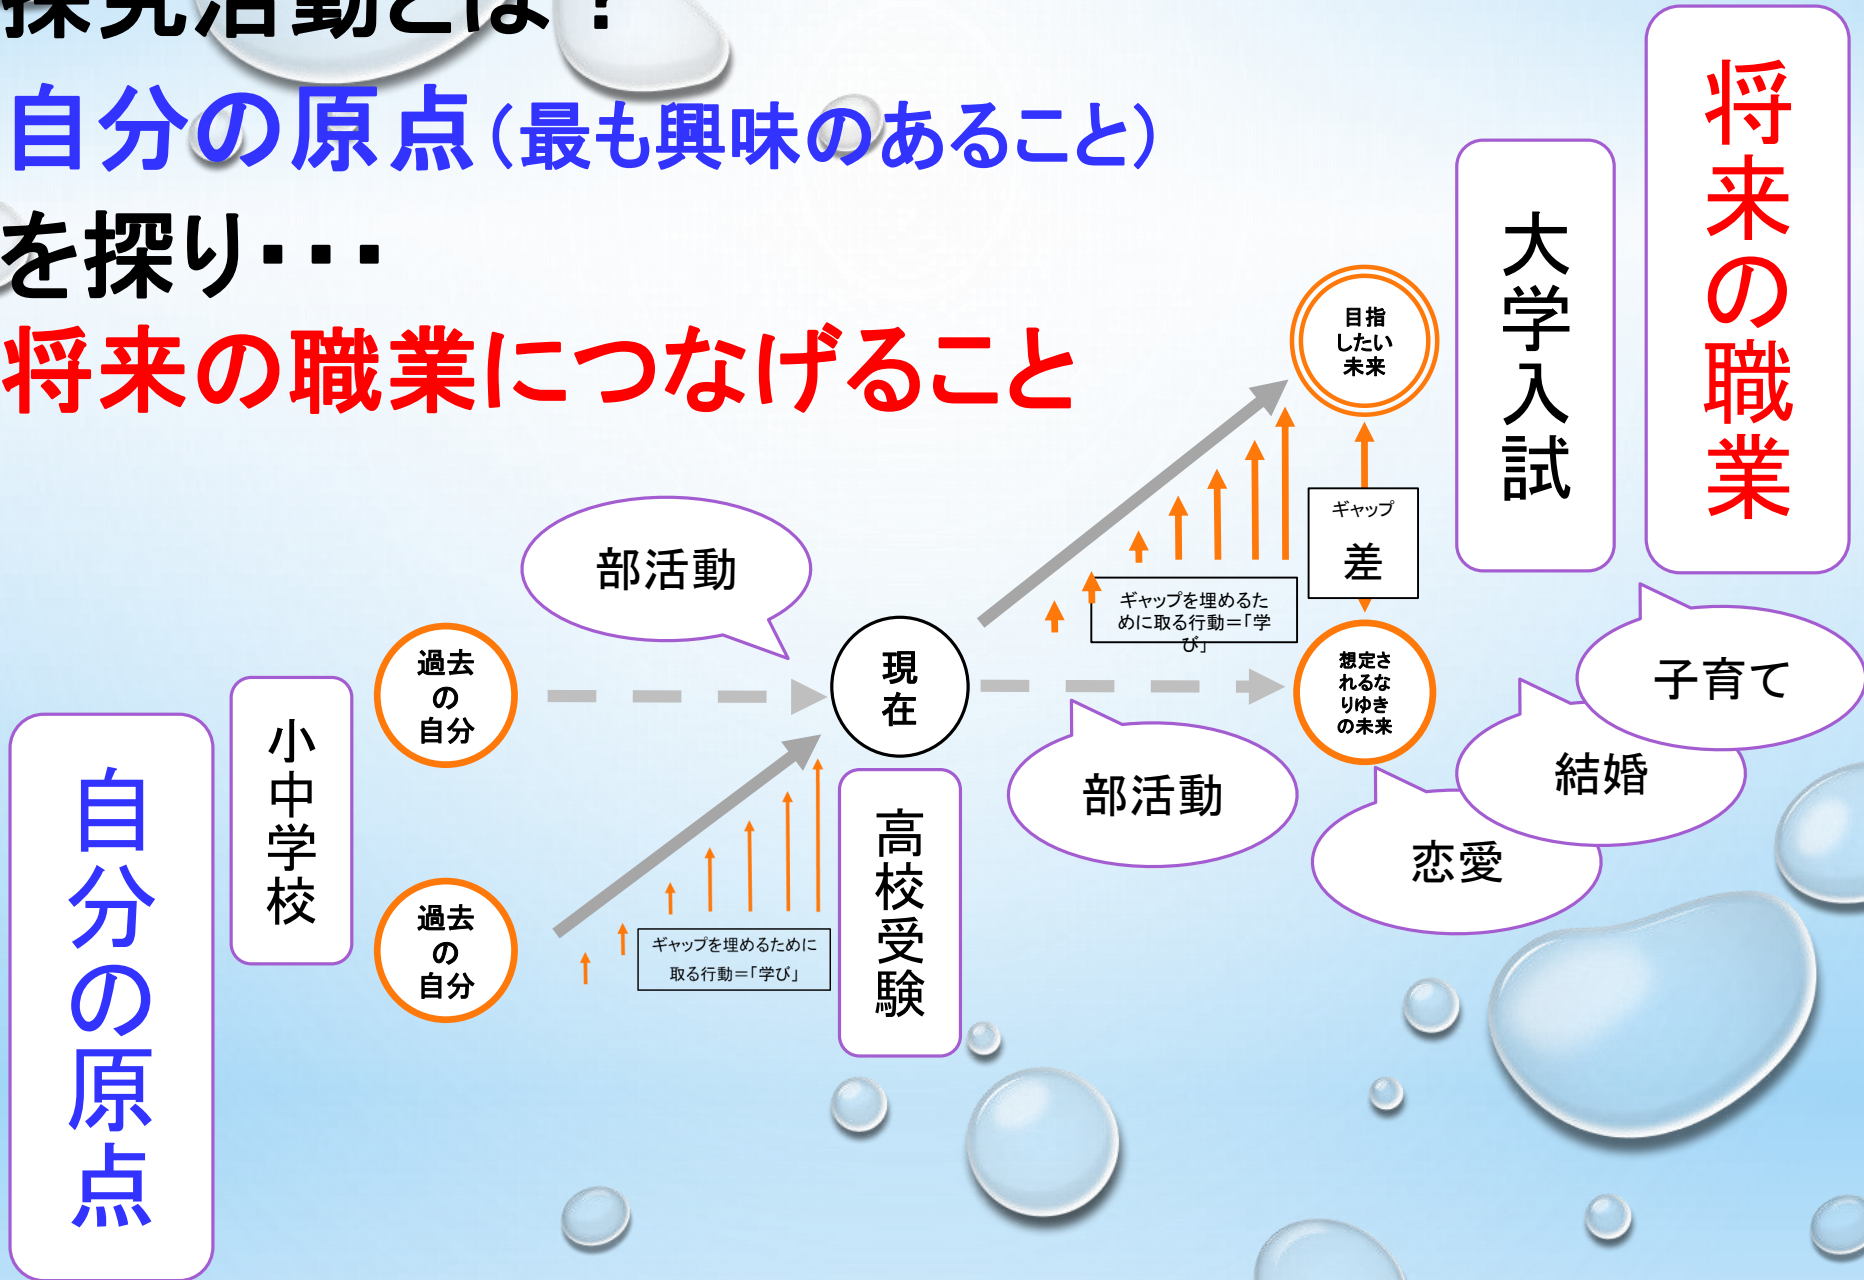 探究活動とは？
自分の原点（最も興味のあること）
を探り・・・
将来の職業につなげること
将来の職業
大学入試
目指
したい
未来
ギャップ
差
ギャップを埋めるた
めに取る行動＝「学
び」
想定さ
れるな
りゆき
の未来
部活動
現
在
過去
の
自分
小中学校
自分の原点
過去
の
自分
ギャップを埋めるために
取る行動＝「学び」
高校受験
部活動
恋愛
結婚
子育て